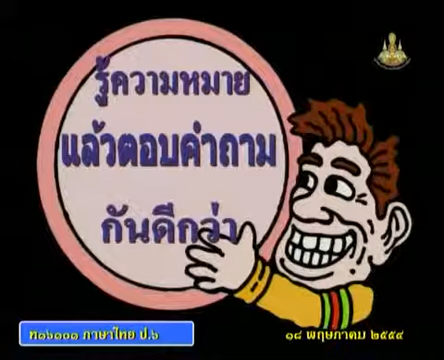 รู้ความหมาย
แล้วตอบคำถาม
กันดีกว่า
ท๑๖๑๐๑ ภาษาไทย ป.๖
๑๘ พฤษภาคม ๒๕๕๔